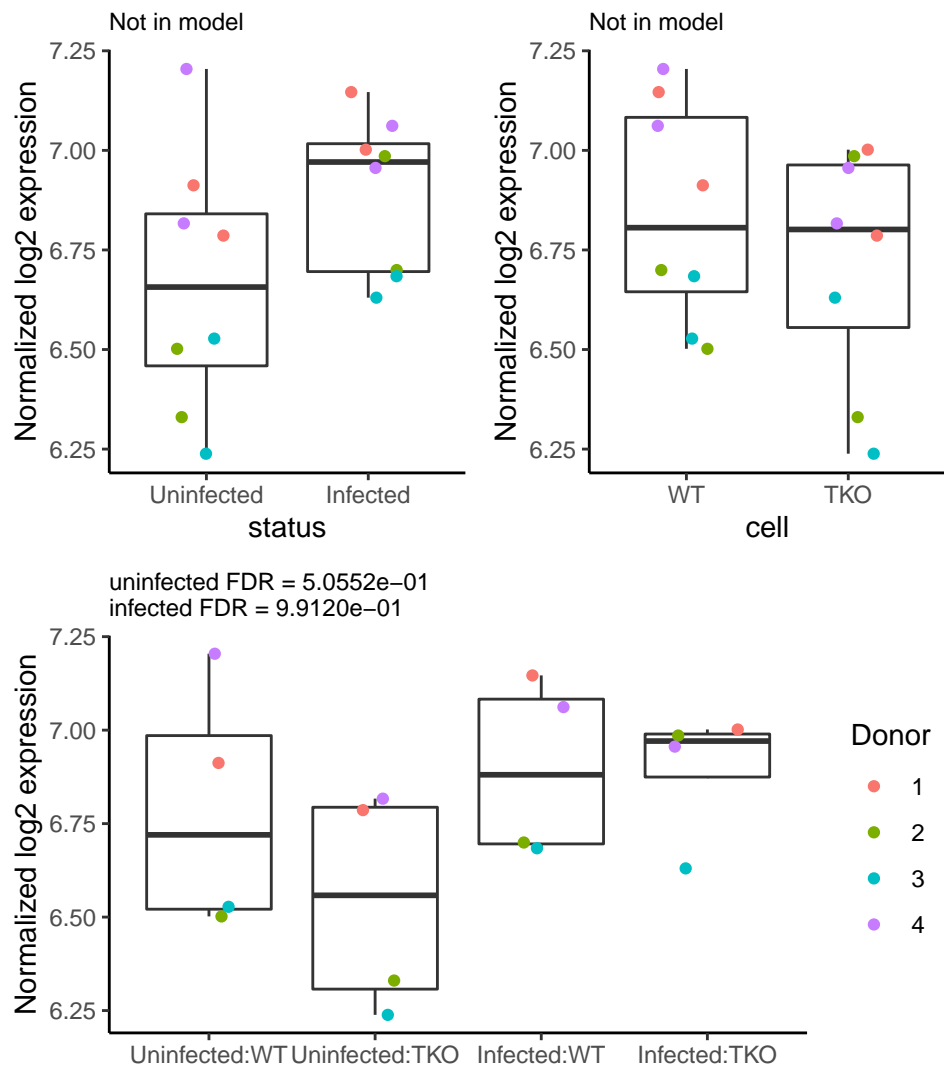 Not in model
Normalized log2 expression
7.25
7.00
6.75
6.50
6.25
Uninfected Infected
status
Not in model
Normalized log2 expression
7.25
7.00
6.75
6.50
6.25
WT TKO
cell
uninfected FDR = 5.0552e−01
infected FDR = 9.9120e−01
Normalized log2 expression
7.25
7.00
6.75
6.50
6.25
Uninfected:WT Uninfected:TKO Infected:WT Infected:TKO
Donor
1
2
3
4